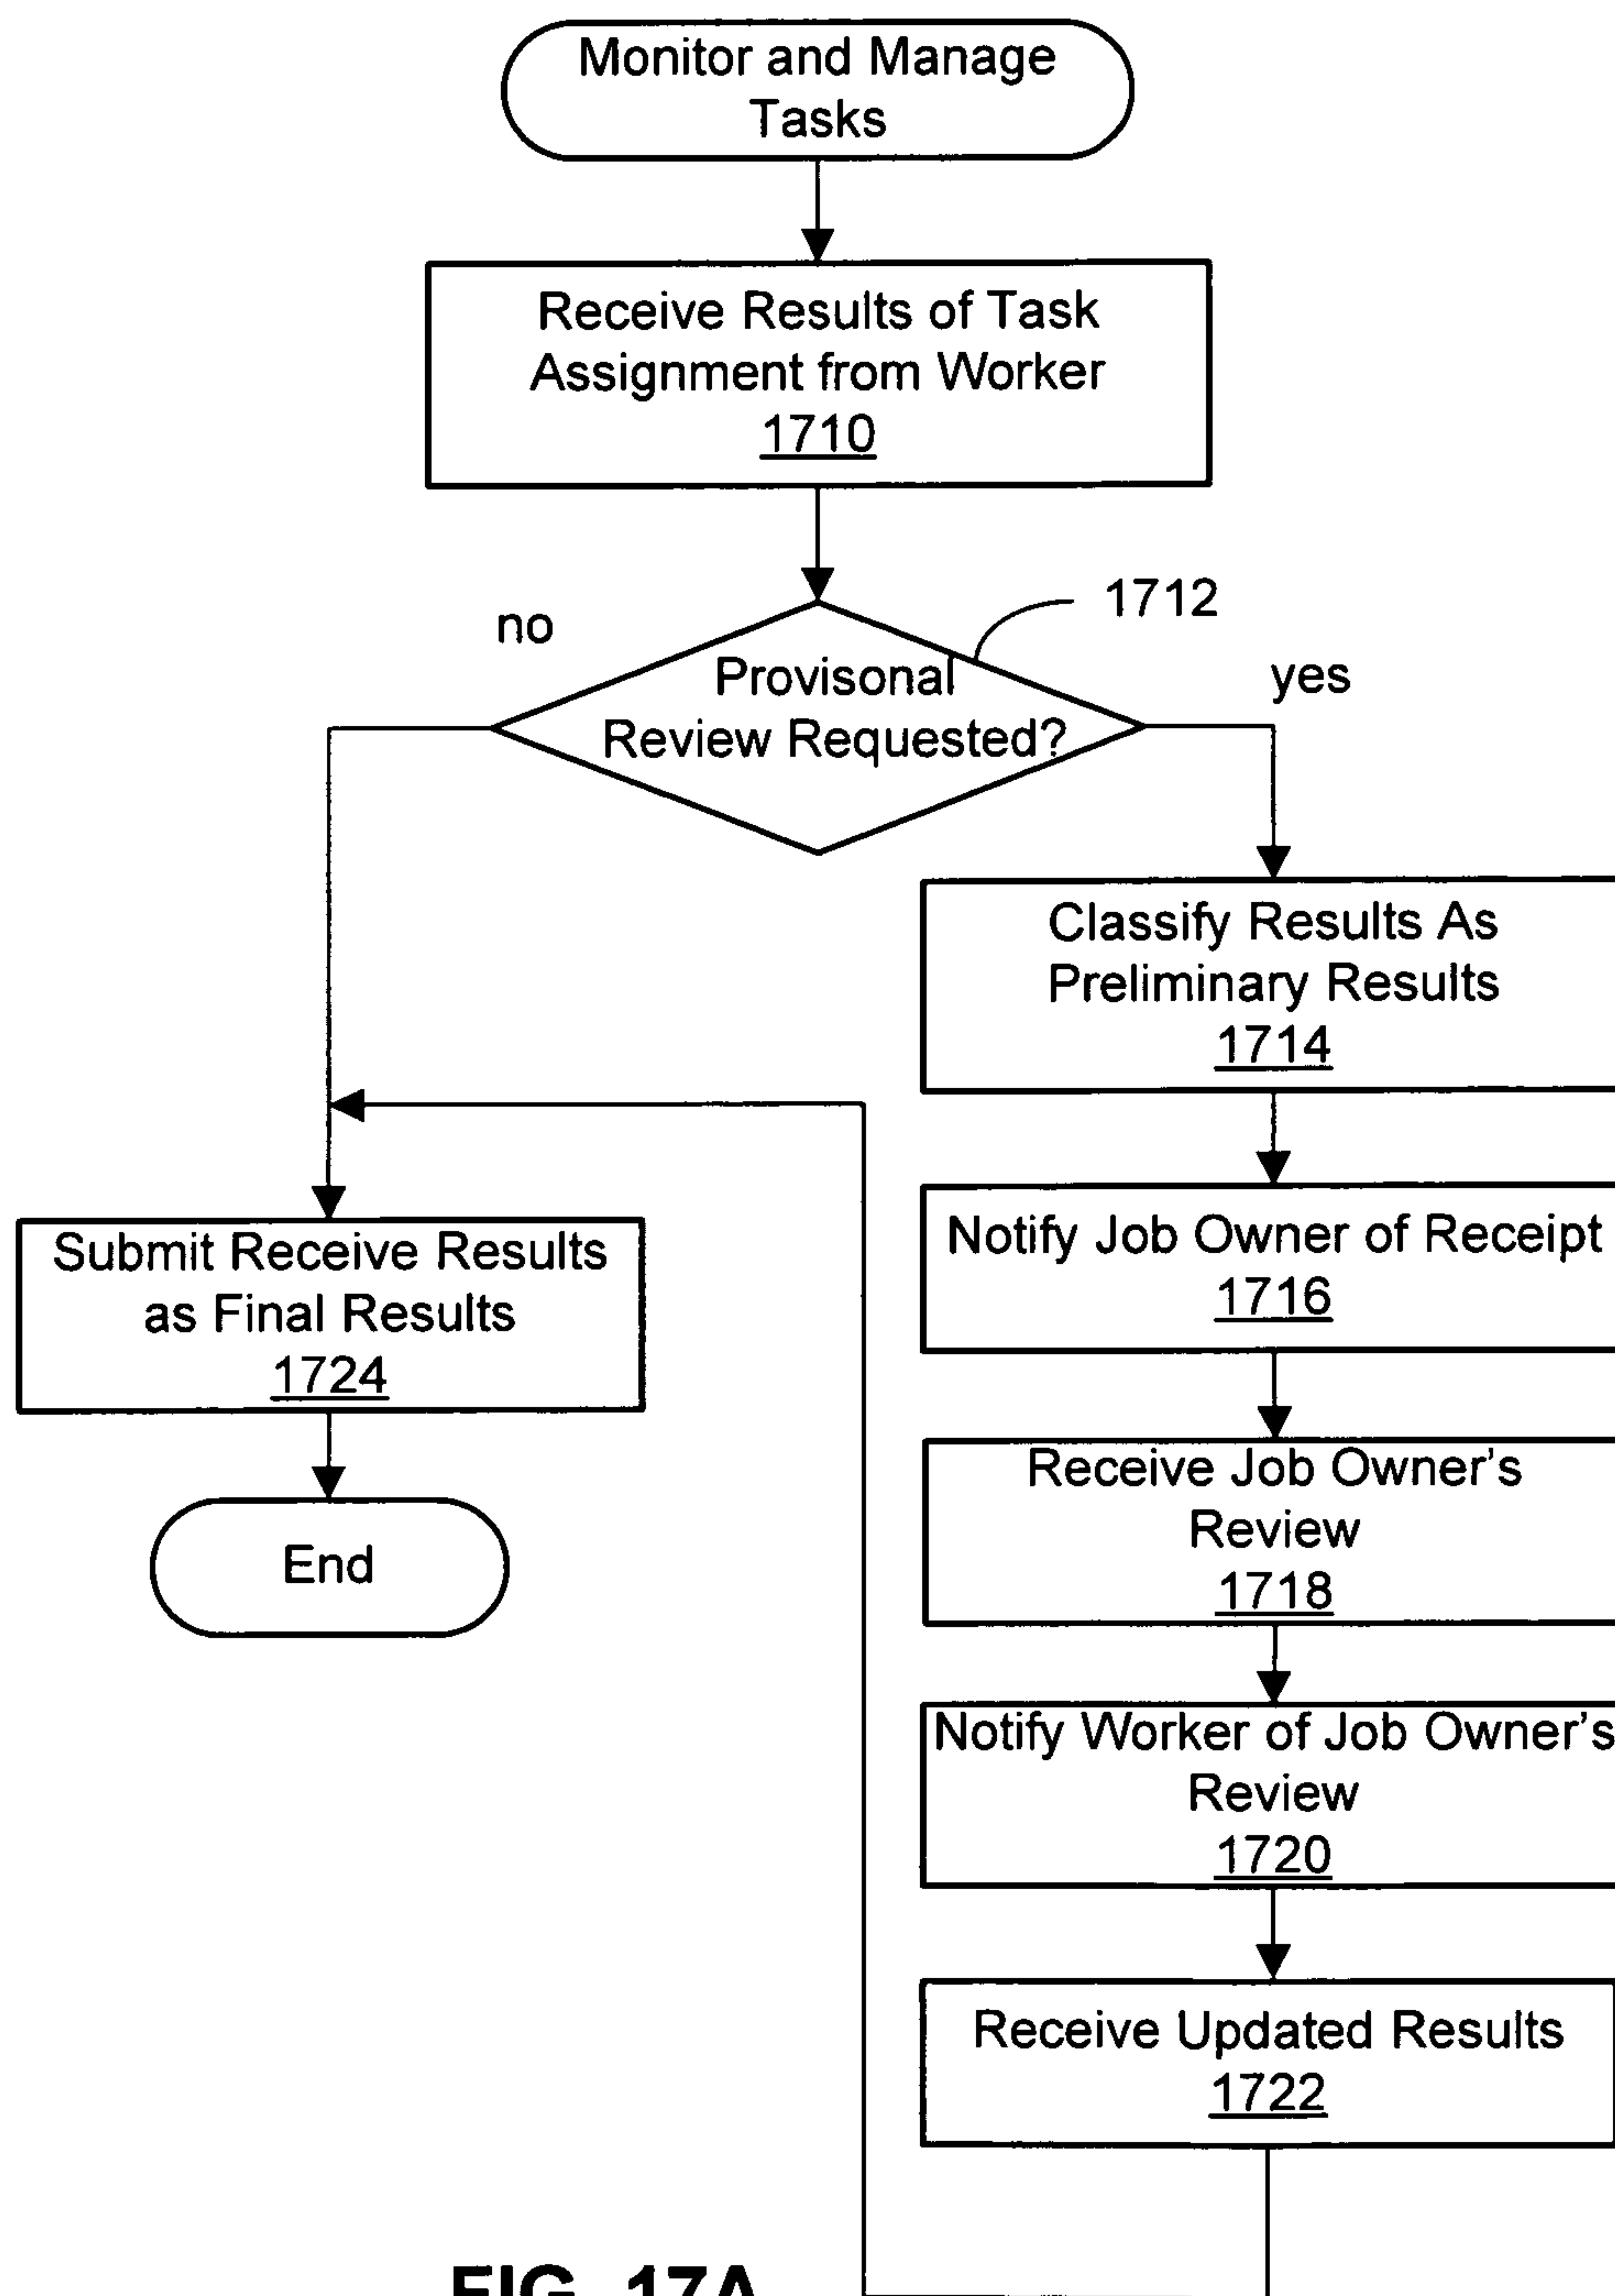 Monitor and Manage
Tasks
Receive Results of Task
Assignment from Worker
1710
1712
no
Provisonal
Review Requested?
yes
Classify Results As
Preliminary Results
1714
Notify Job Owner of Receipt
1716
Submit Receive Results
as Final Results
1724
Receive Job Owner's
Review
1718
End
Notify Worker of Job Owner's
Review
1720
Receive Updated Results
1722
FIG. 17A